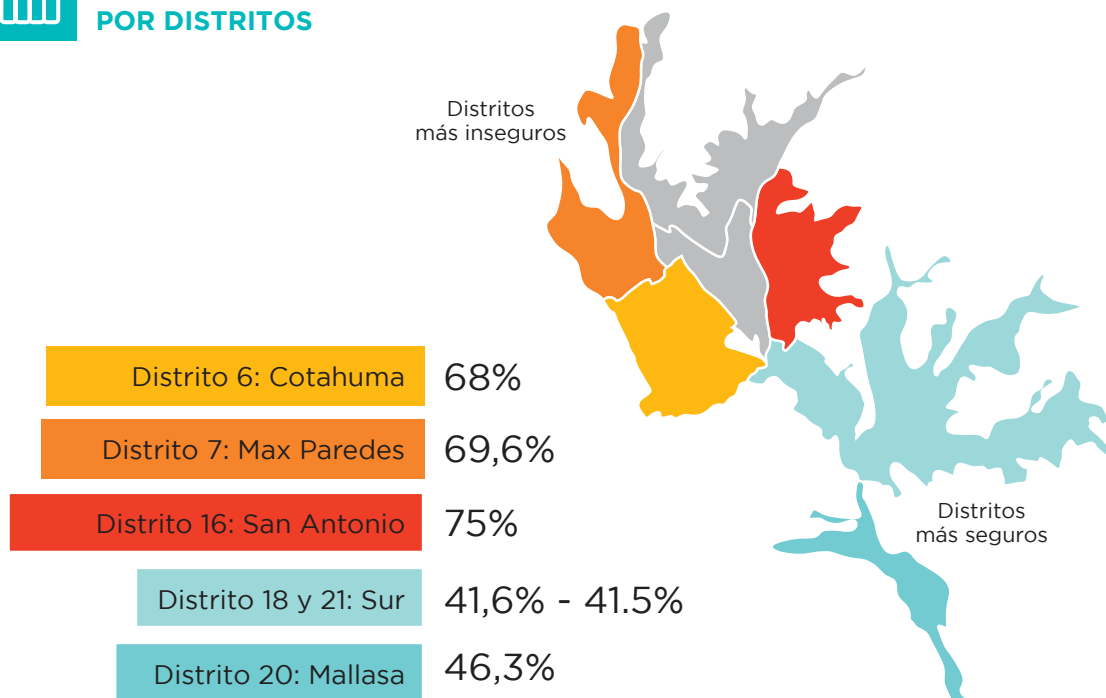 POR DISTRITOS
Distritos
más inseguros
Distrito 6: Cotahuma 68%
Distrito 7: Max Paredes 69,6%
Distrito 16: San Antonio 75%
Distrito 18 y 21: Sur 41,6% - 41.5%
Distrito 20: Mallasa 46,3%
Distritos
más seguros